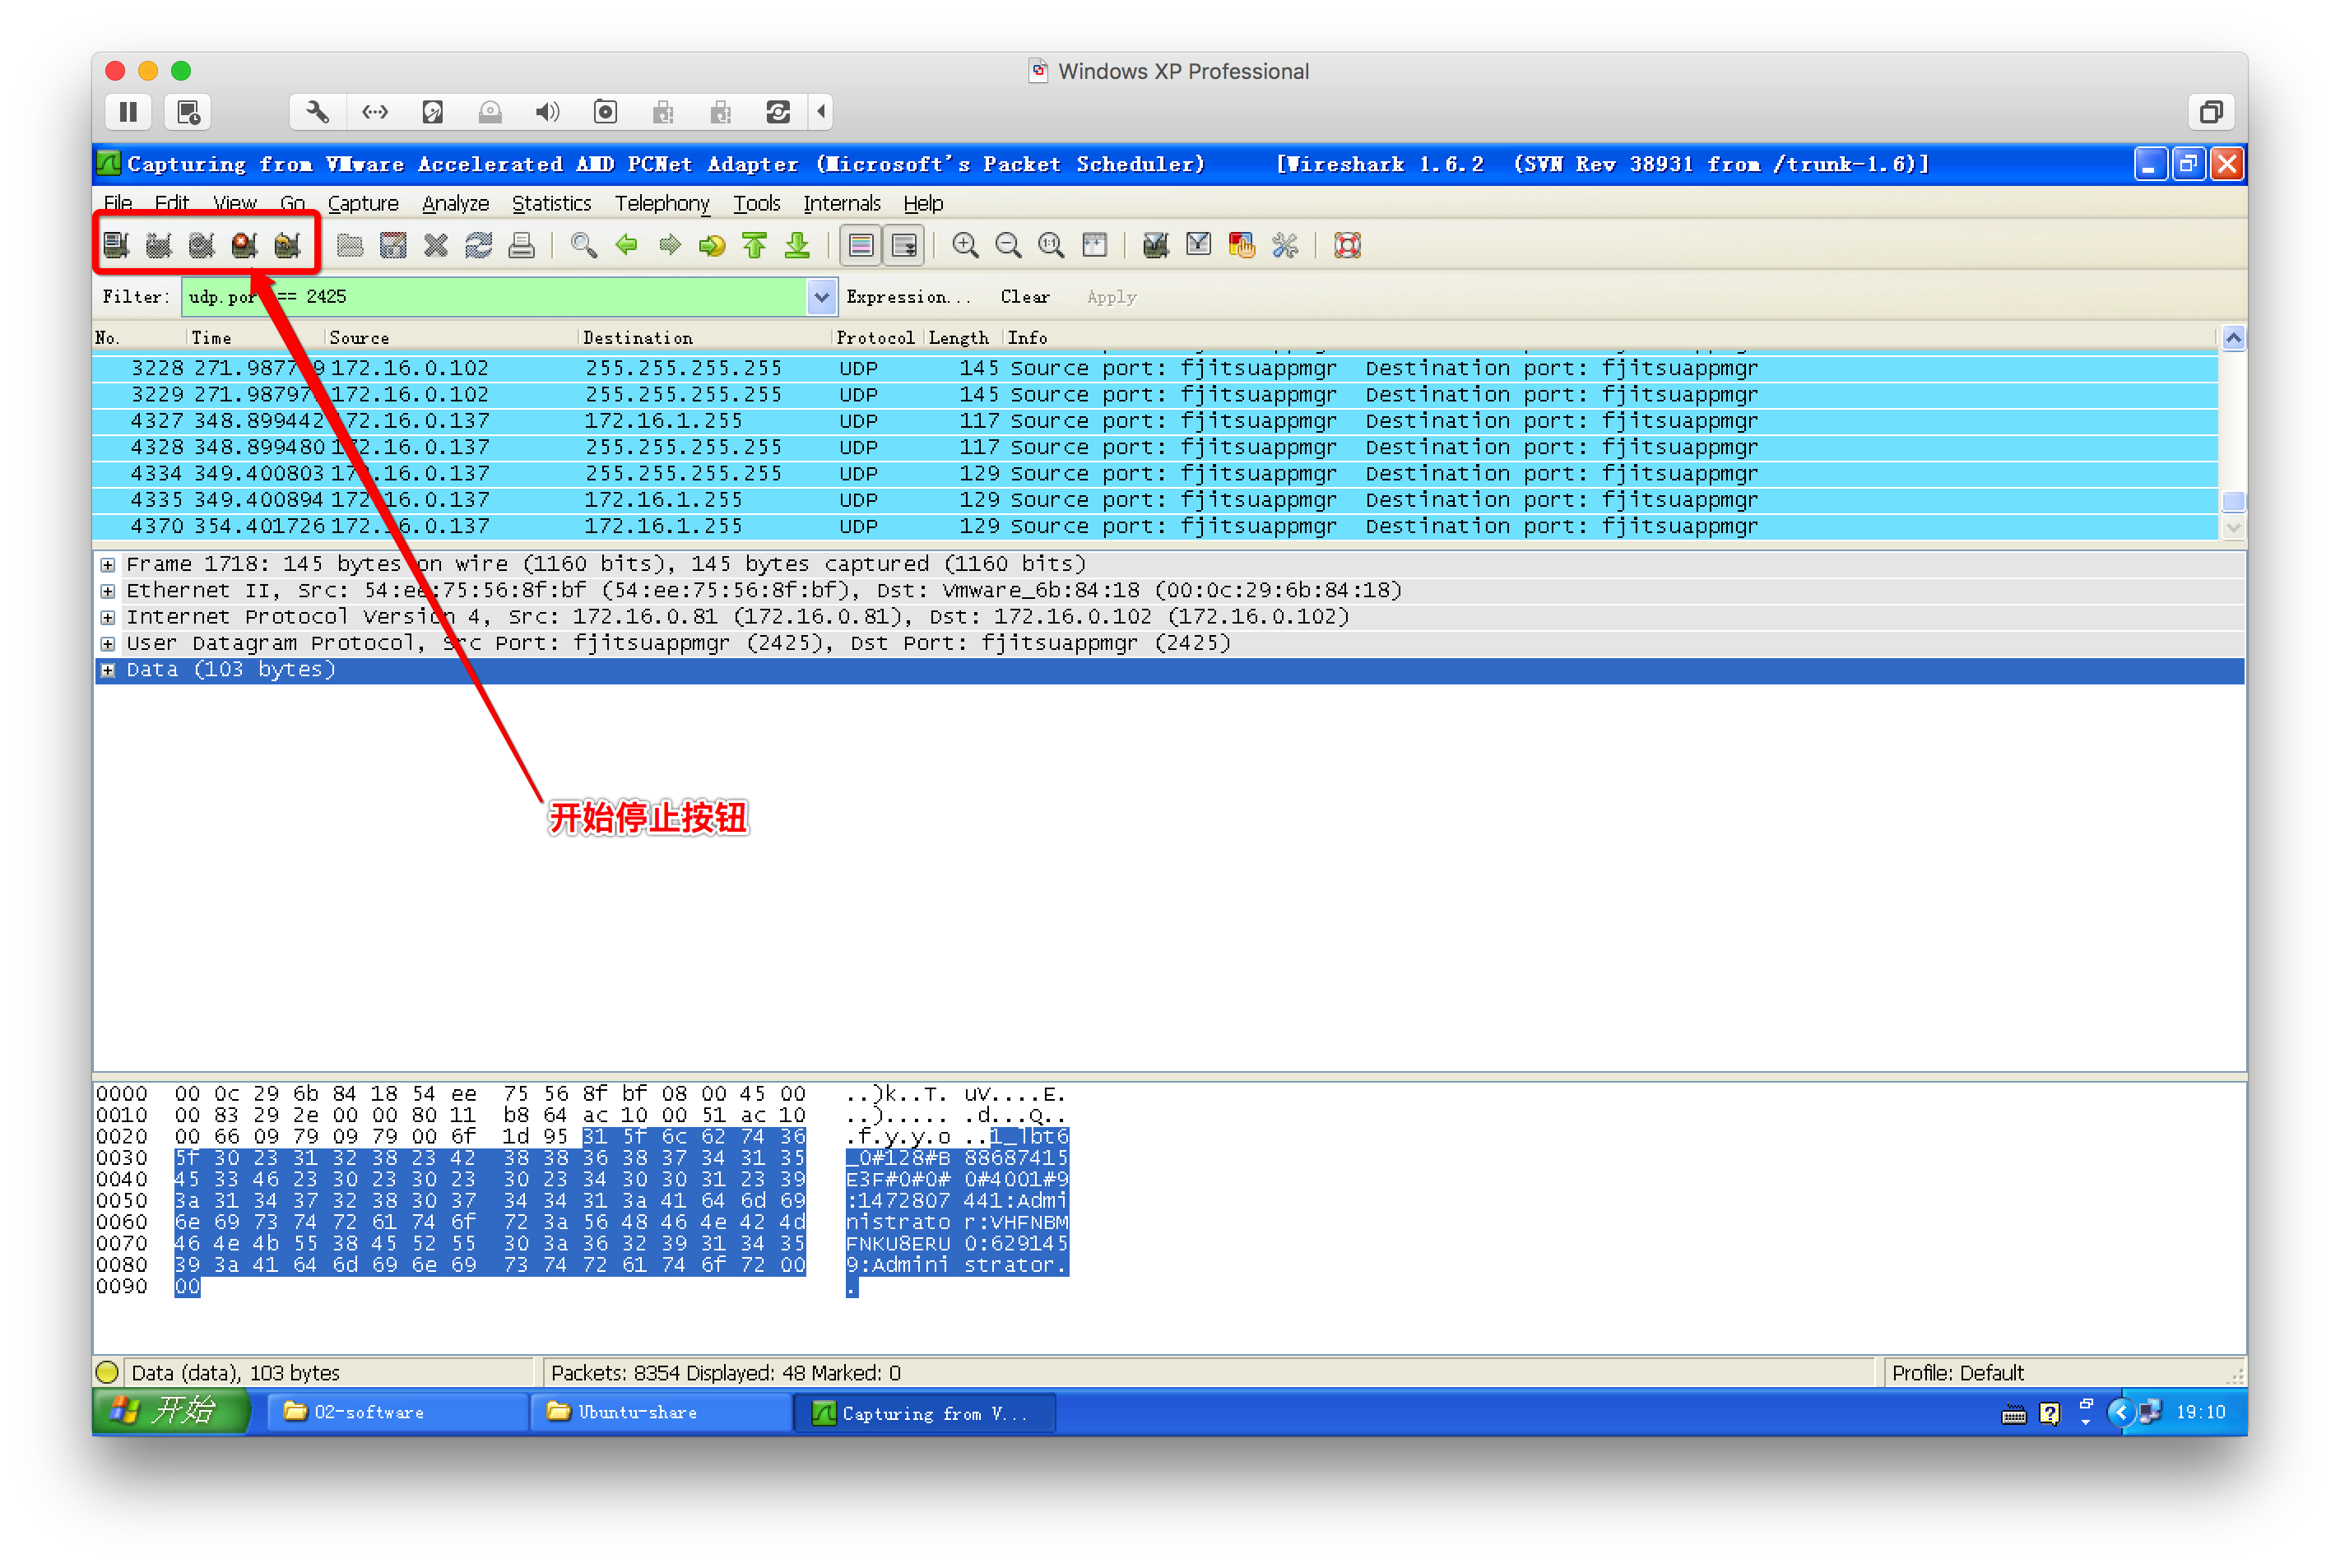 Windows XP Professional
Capturing from VMware Accelerated AMD PCNet Adapter (Microsoft's Packet Scheduler) [Wireshark 1.6.2 (SVN Rev 38931 from /trunk-1.6)]
File Edit View Go Capture Analyze Statistics Telephony Tools Internals Help
Filter: udp.por == 2425 Expression... Clear Apply
No. Time Source Destination Protocol Length Info
3228 271.987779 172.16.0.102 255.255.255.255 UDP 145 Source port: fjitsuappmgr Destination port: fjitsuappmgr
3229 271.98797 172.16.0.102 255.255.255.255 UDP 145 Source port: fjitsuappmgr Destination port: fjitsuappmgr
4327 348.899442 172.16.0.137 172.16.1.255 UDP 117 Source port: fjitsuappmgr Destination port: fjitsuappmgr
4328 348.899480 172.16.0.137 255.255.255.255 UDP 117 Source port: fjitsuappmgr Destination port: fjitsuappmgr
4334 349.400803 172.16.0.137 255.255.255.255 UDP 129 Source port: fjitsuappmgr Destination port: fjitsuappmgr
4335 349.400894 172.16.0.137 172.16.1.255 UDP 129 Source port: fjitsuappmgr Destination port: fjitsuappmgr
4370 354.401726 172.16.0.137 172.16.1.255 UDP 129 Source port: fjitsuappmgr Destination port: fjitsuappmgr
Frame 1718: 145 bytes on wire (1160 bits), 145 bytes captured (1160 bits)
Ethernet II, Src: 54:ee:75:56:8f:bf (54:ee:75:56:8f:bf), Dst: Vmware_6b:84:18 (00:0c:29:6b:84:18)
Internet Protocol Version 4, Src: 172.16.0.81 (172.16.0.81), Dst: 172.16.0.102 (172.16.0.102)
User Datagram Protocol, Src Port: fjitsuappmgr (2425), Dst Port: fjitsuappmgr (2425)
Data (103 bytes)
开始停止按钮
0000 00 0c 29 6b 84 18 54 ee 75 56 8f bf 08 00 45 00 ..)k..T. uV....E.
0010 00 83 29 2e 00 00 80 11 b8 64 ac 10 00 51 ac 10 ..)..... .d...Q..
0020 00 66 09 79 09 79 00 6f 1d 95 31 5f 6c 62 74 36 .f.y.y.o ..1_lbt6
0030 5f 30 23 31 32 38 23 42 38 38 36 38 37 34 31 35 _0#128#B 88687415
0040 45 33 46 23 30 23 30 23 30 23 34 30 30 31 23 39 E3F#0#0# 0#4001#9
0050 3a 31 34 37 32 38 30 37 34 34 31 3a 41 64 6d 69 :1472807 441:Admi
0060 6e 69 73 74 72 61 74 6f 72 3a 56 48 46 4e 42 4d nistrato r:VHFNBM
0070 46 4e 4b 55 38 45 52 55 30 3a 36 32 39 31 34 35 FNKU8ERU 0:629145
0080 39 3a 41 64 6d 69 6e 69 73 74 72 61 74 6f 72 00 9:Admini strator.
0090 00 .
Data (data), 103 bytes Packets: 8354 Displayed: 48 Marked: 0 Profile: Default
开始 02-software Ubuntu-share Capturing from V... 19:10